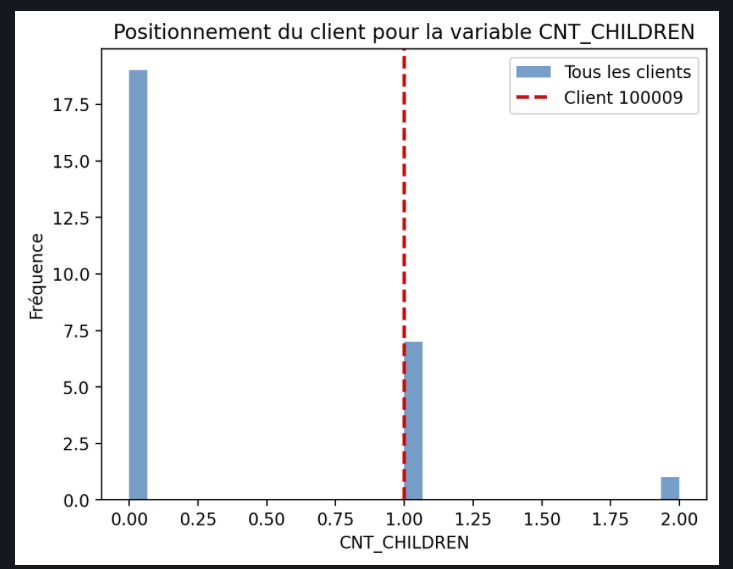 Positionnement du client pour la variable CNT_CHILDREN
Tous les clients
Client 100009
Fréquence
17.5
15.0
12.5
10.0
7.5
5.0
2.5
0.0
0.00 0.25 0.50 0.75 1.00 1.25 1.50 1.75 2.00
CNT_CHILDREN